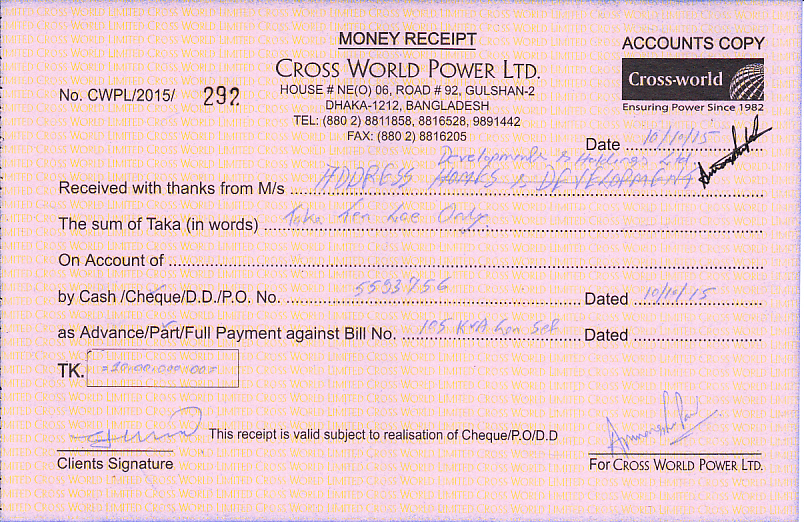 MONEY RECEIPT
ACCOUNTS COPY
CROSS WORLD POWER LTD.
Cross-world
Ensuring Power Since 1982
No. CWPL/2015/ 292
HOUSE # NE(O) 06, ROAD # 92, GULSHAN-2
DHAKA-1212, BANGLADESH
TEL: (880 2) 8811858, 8816528, 9891442
FAX: (880 2) 8816205
Date 10/10/15
Developments & Holdings Ltd
Received with thanks from M/s ADDRESS HOMES & DEVELOPMENT
The sum of Taka (in words) Taka Ten Lac Only.
On Account of
by Cash /Cheque/D.D./P.O. No. 5593756 Dated 10/10/15
as Advance/Part/Full Payment against Bill No. 105 KVA Gen Set Dated
TK. =10,00,000.00=
This receipt is valid subject to realisation of Cheque/P.O/D.D
Clients Signature
For CROSS WORLD POWER LTD.